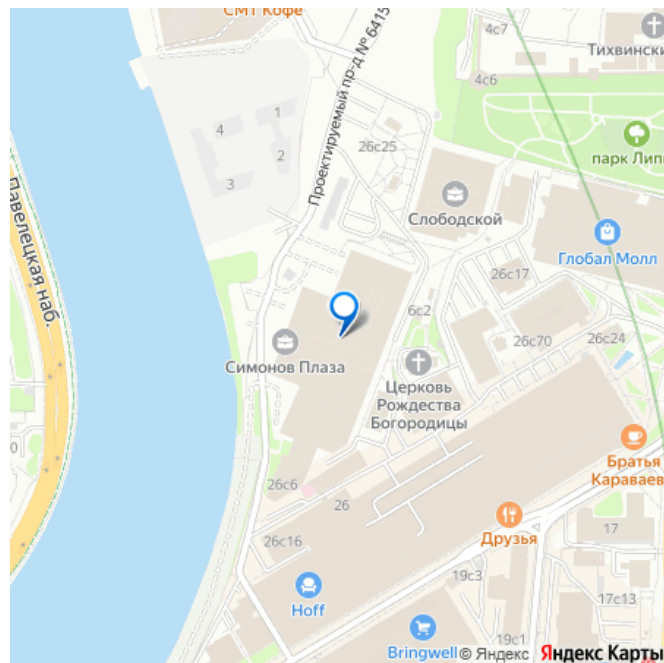 СМТ Кофе
4с7
Тихвински
4с6
Проектируемый пр-д № 6415
4
1
2
3
26с25
парк Лип
Слободской
Павелецкая наб.
Глобал Молл
26с17
6с2
26с70
26с24
Симонов Плаза
Церковь
Рождества
Богородицы
Братья
Караваев
26с6
26
Друзья
17
26с16
19с3
Hoff
17с13
19с1
Bringwell
© Яндекс Яндекс Карты